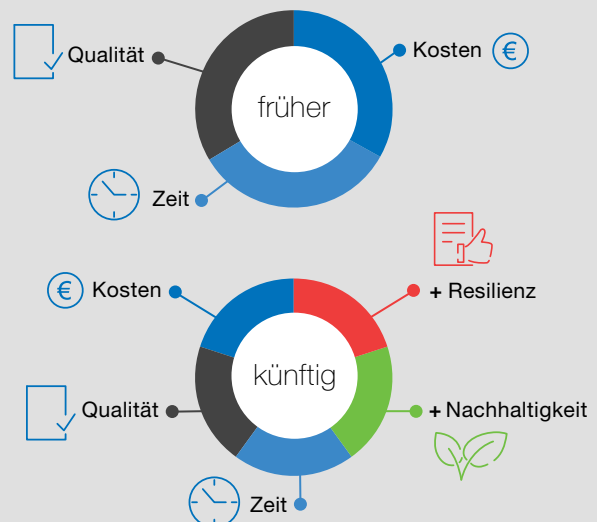 Qualität
Kosten €
früher
Zeit
€ Kosten
+ Resilienz
künftig
Qualität
+ Nachhaltigkeit
Zeit